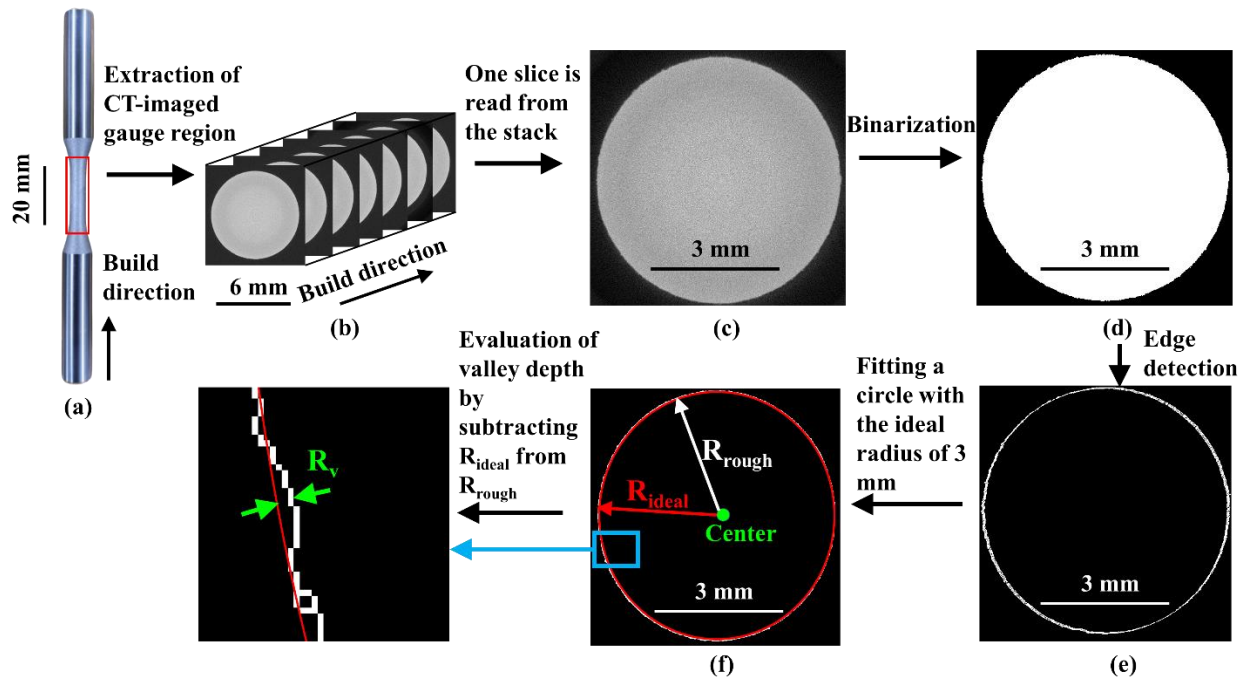 Extraction of
CT-imaged
gauge region
20 mm
Build
direction
(a)
6 mm
Build direction
(b)
One slice is
read from
the stack
3 mm
(c)
Binarization
3 mm
(d)
Edge
detection
3 mm
(e)
Fitting a
circle with
the ideal
radius of 3
mm
R_rough
R_ideal
Center
3 mm
(f)
Evaluation of
valley depth
by
subtracting
R_ideal from
R_rough
R_v